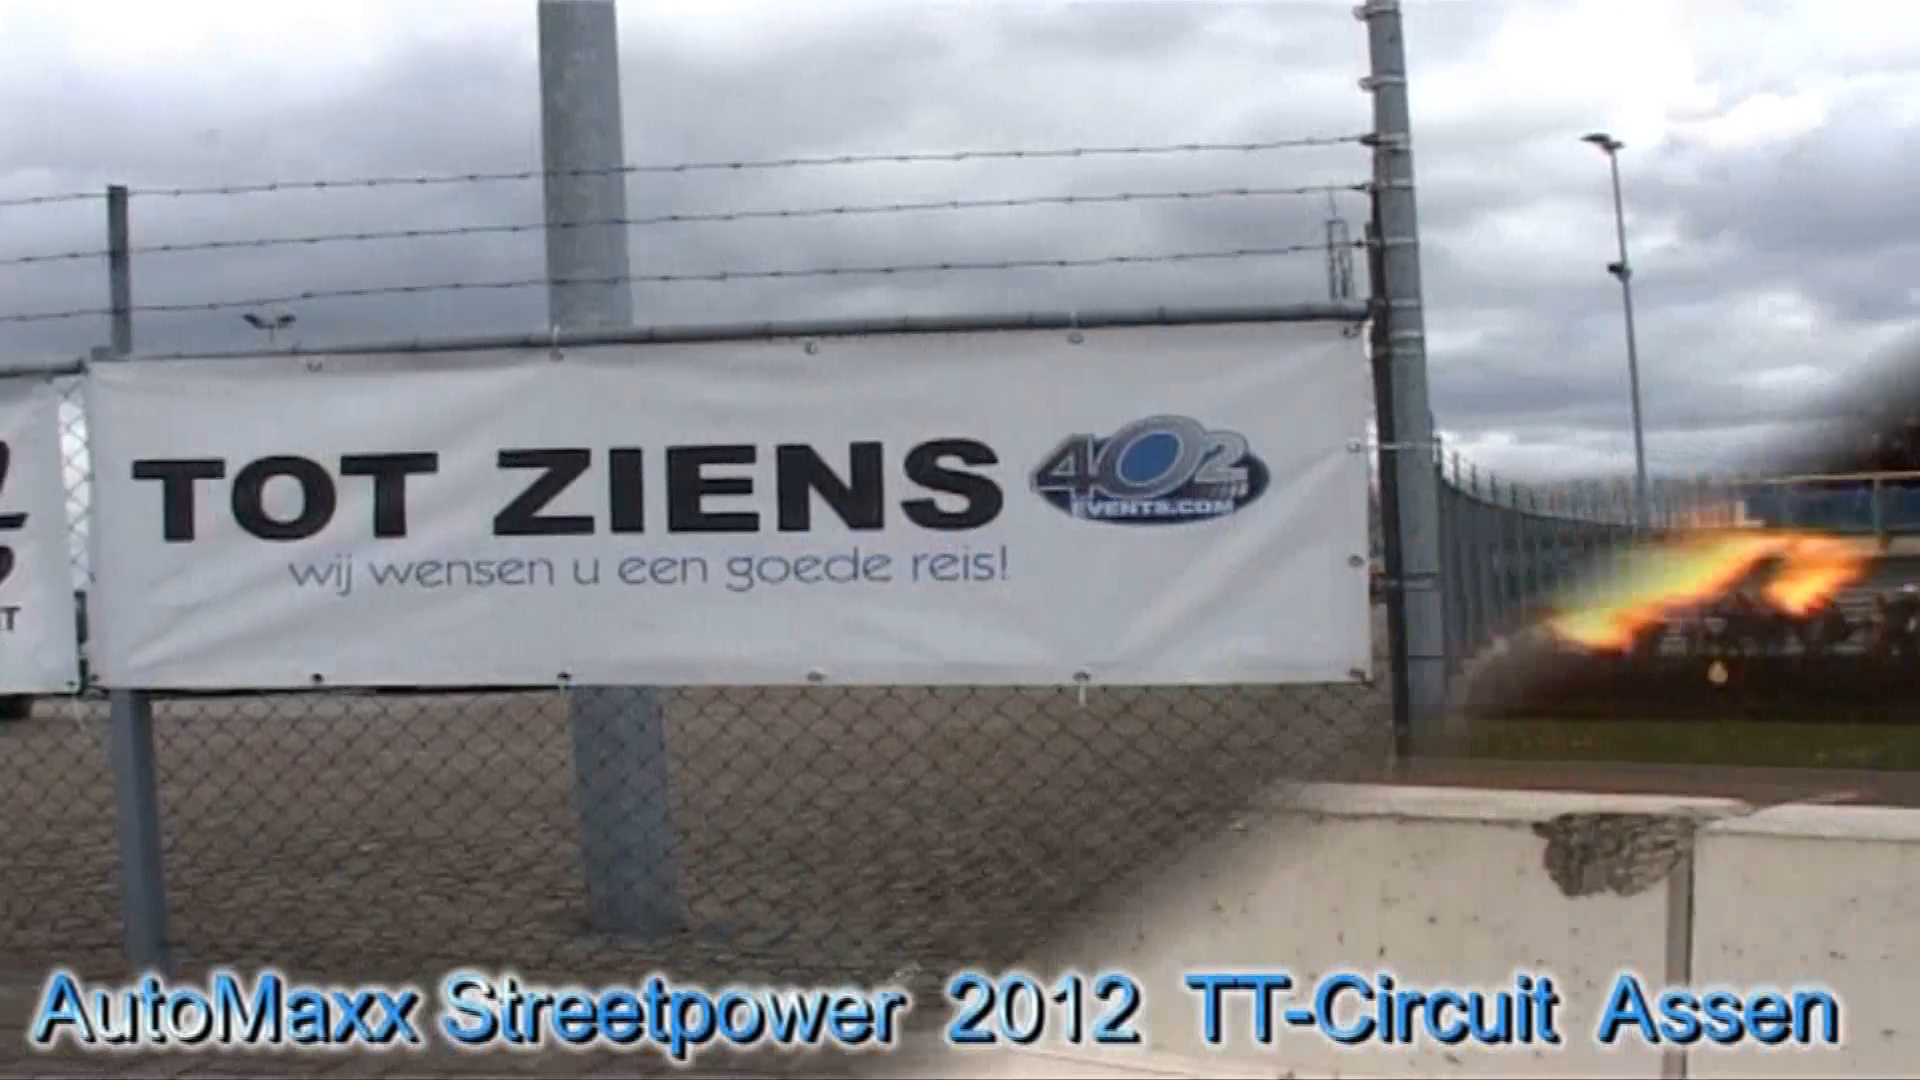 TOT ZIENS
402
EVENTS.COM
wij wensen u een goede reis!
T
AutoMaxx Streetpower 2012 TT-Circuit Assen